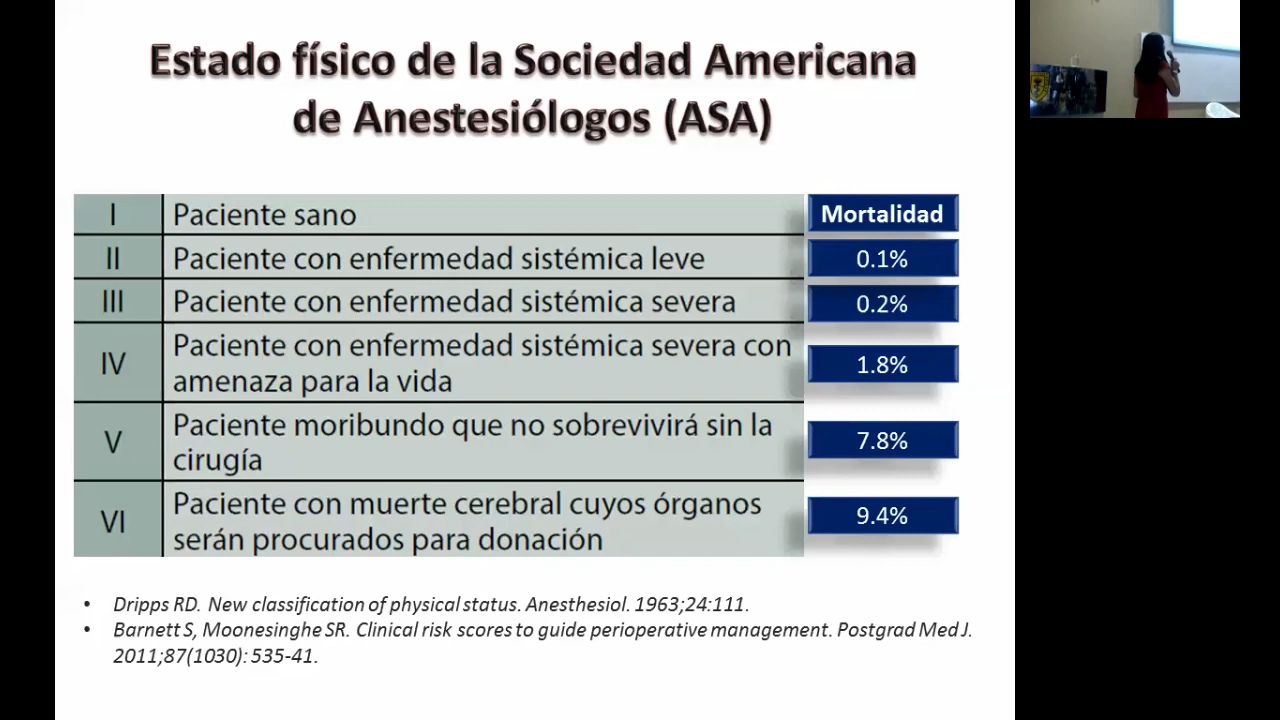 Estado físico de la Sociedad Americana
de Anestesiólogos (ASA)
I Paciente sano Mortalidad
II Paciente con enfermedad sistémica leve 0.1%
III Paciente con enfermedad sistémica severa 0.2%
IV Paciente con enfermedad sistémica severa con
amenaza para la vida 1.8%
V Paciente moribundo que no sobrevivirá sin la
cirugía 7.8%
VI Paciente con muerte cerebral cuyos órganos
serán procurados para donación 9.4%
• Dripps RD. New classification of physical status. Anesthesiol. 1963;24:111.
• Barnett S, Moonesinghe SR. Clinical risk scores to guide perioperative management. Postgrad Med J.
2011;87(1030): 535-41.